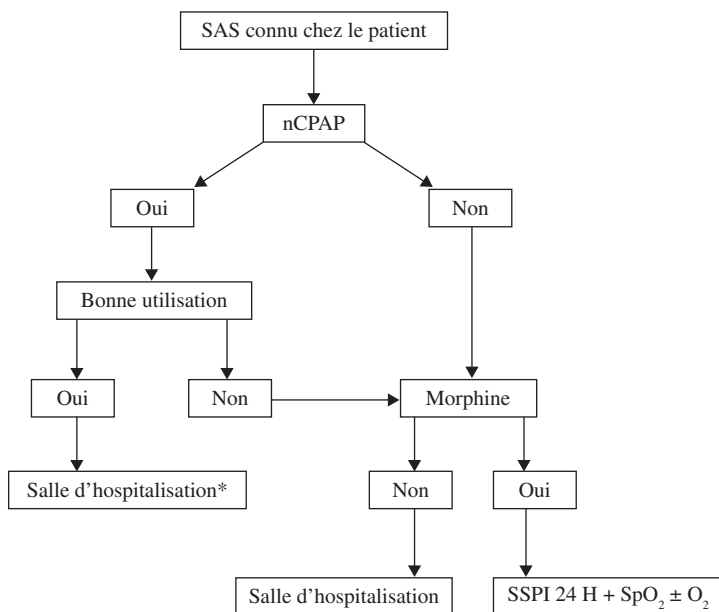 SAS connu chez le patient
nCPAP
Oui
Non
Bonne utilisation
Oui
Non
Morphine
Salle d'hospitalisation*
Non
Oui
Salle d'hospitalisation
SSPI 24 H + SpO₂ ± O₂